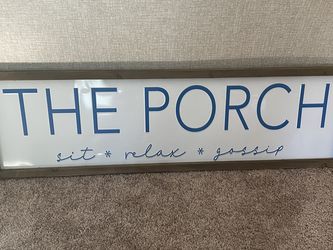 THE PORCH
sit * relax * gossip